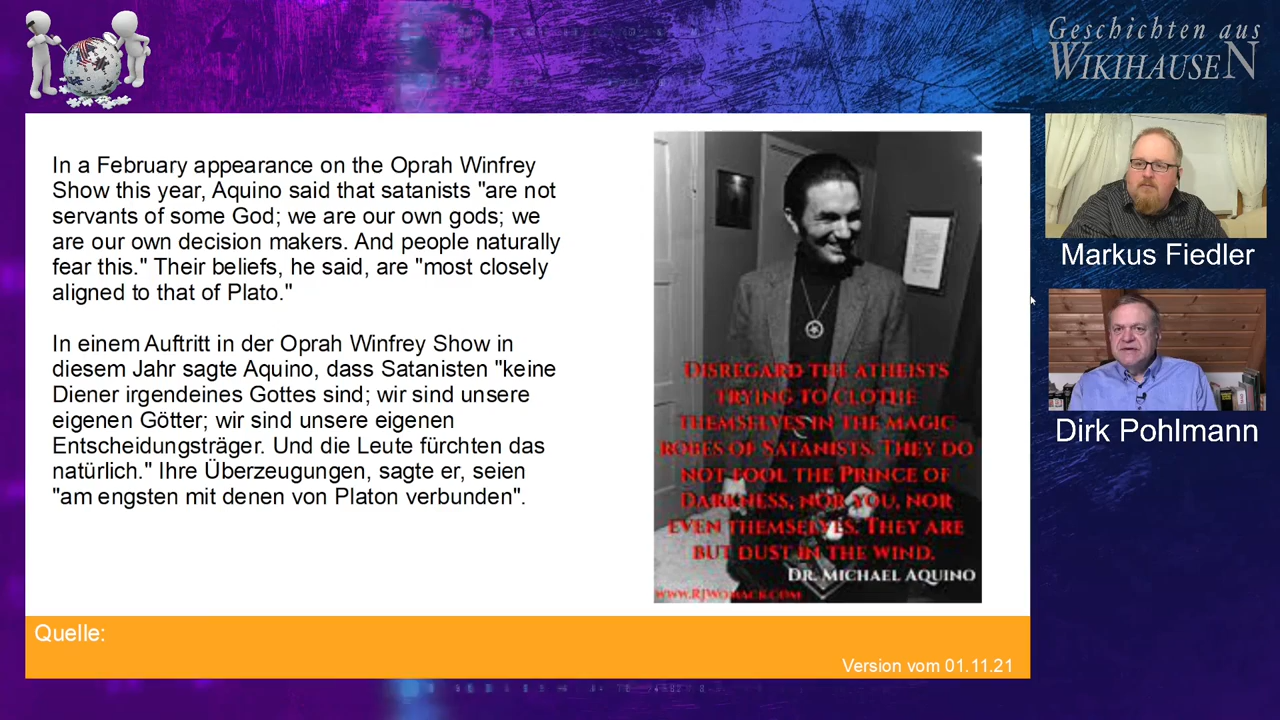 Geschichten aus
WIKIHAUSEN
In a February appearance on the Oprah Winfrey
Show this year, Aquino said that satanists "are not
servants of some God; we are our own gods; we
are our own decision makers. And people naturally
fear this." Their beliefs, he said, are "most closely
aligned to that of Plato."
In einem Auftritt in der Oprah Winfrey Show in
diesem Jahr sagte Aquino, dass Satanisten "keine
Diener irgendeines Gottes sind; wir sind unsere
eigenen Götter; wir sind unsere eigenen
Entscheidungsträger. Und die Leute fürchten das
natürlich." Ihre Überzeugungen, sagte er, seien
"am engsten mit denen von Platon verbunden".
DISREGARD THE ATHEISTS
TRYING TO CLOTHE
THEMSELVES IN THE MAGIC
ROBES OF SATANISTS. THEY DO
NOT FOOL THE PRINCE OF
DARKNESS, NOR YOU, NOR
EVEN THEMSELVES. THEY ARE
BUT DUST IN THE WIND.
DR. MICHAEL AQUINO
WWW.RJWOMACK.COM
Markus Fiedler
Dirk Pohlmann
Quelle:
Version vom 01.11.21